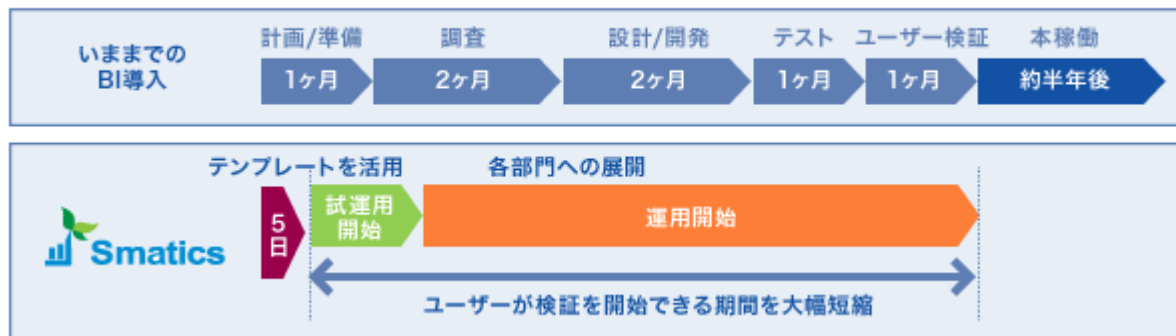 いままでの
BI導入
計画/準備 調査 設計/開発 テスト ユーザー検証 本稼働
1ヶ月 2ヶ月 2ヶ月 1ヶ月 1ヶ月 約半年後
テンプレートを活用 各部門への展開
Smatics
5
日
試運用
開始
運用開始
ユーザーが検証を開始できる期間を大幅短縮